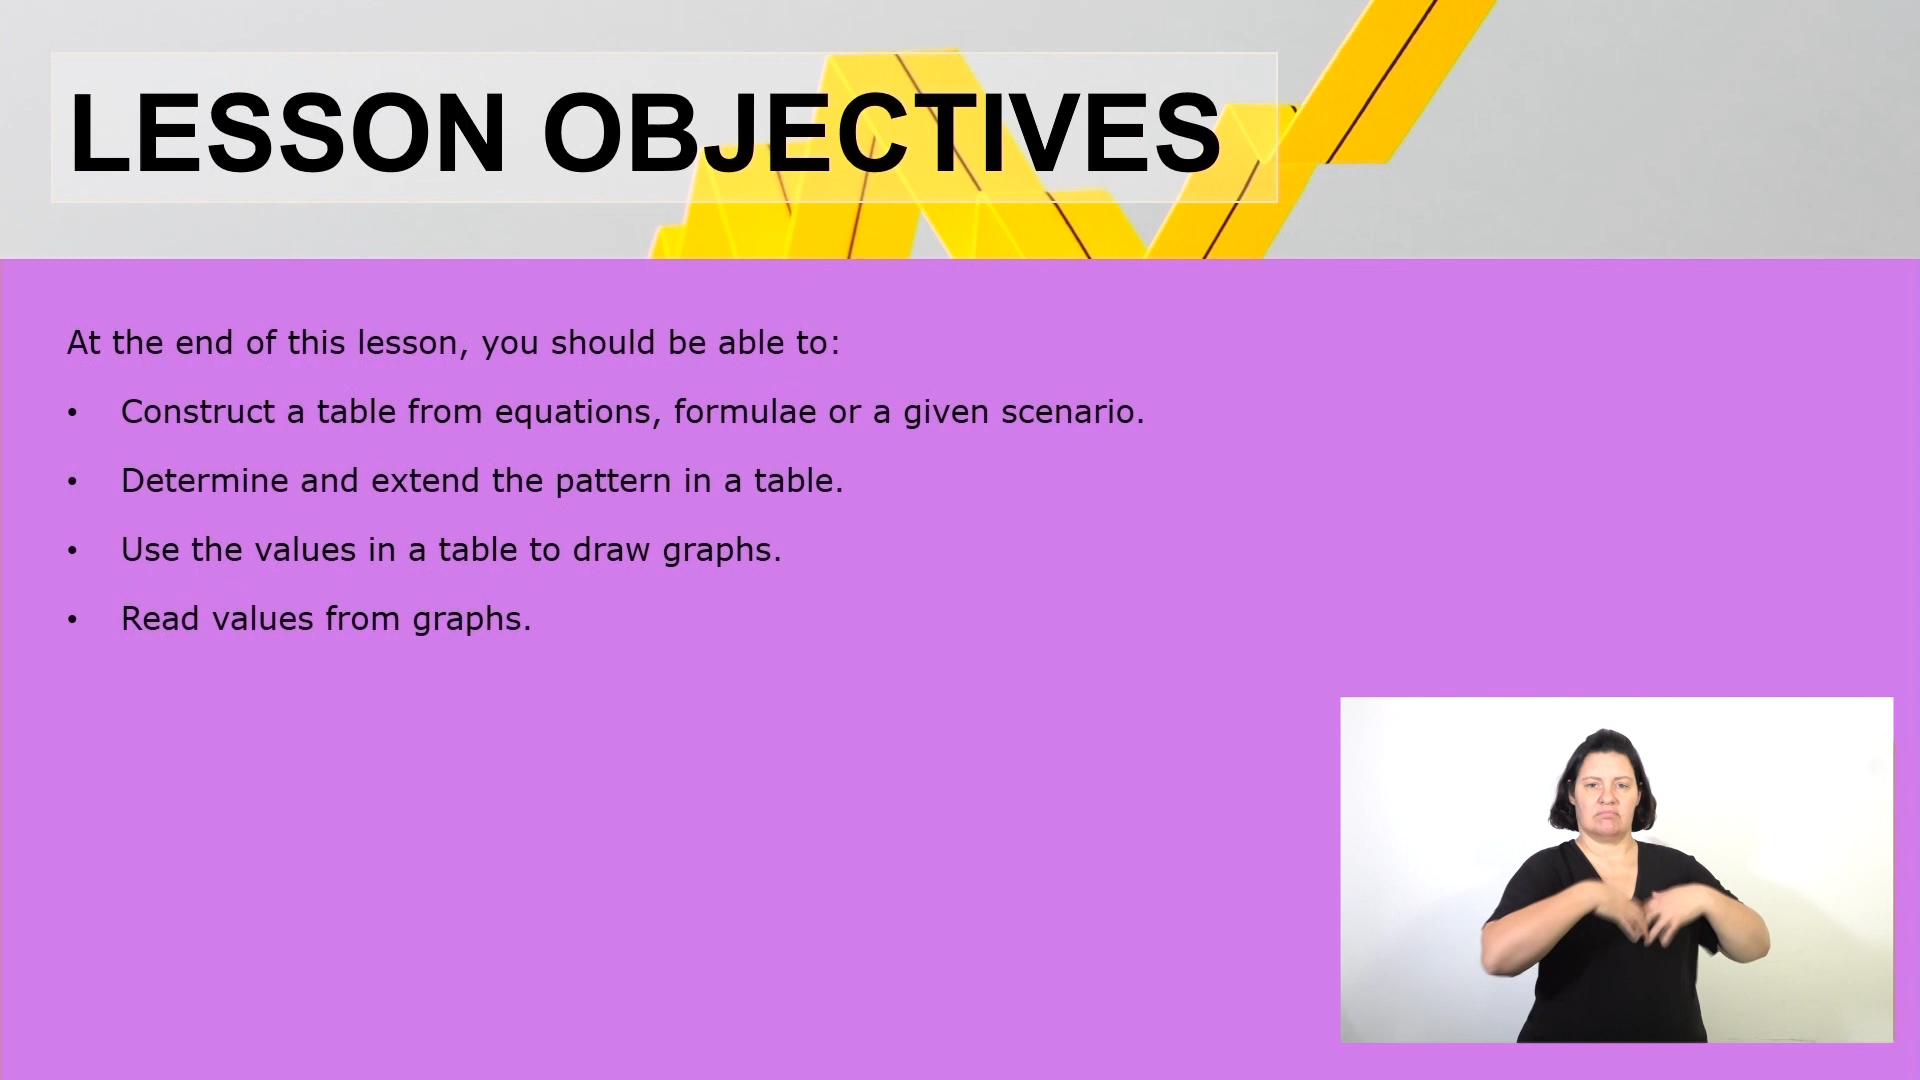 LESSON OBJECTIVES
At the end of this lesson, you should be able to:
• Construct a table from equations, formulae or a given scenario.
• Determine and extend the pattern in a table.
• Use the values in a table to draw graphs.
• Read values from graphs.